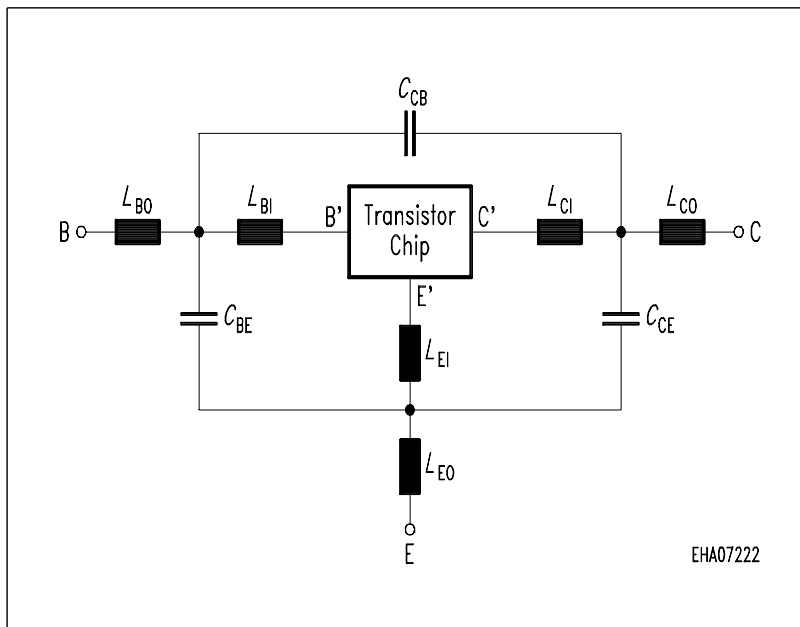 C_CB
L_BO
L_BI
B'
Transistor
Chip
C'
L_CI
L_CO
B
C
E'
C_BE
L_EI
C_CE
L_EO
E
EHA07222